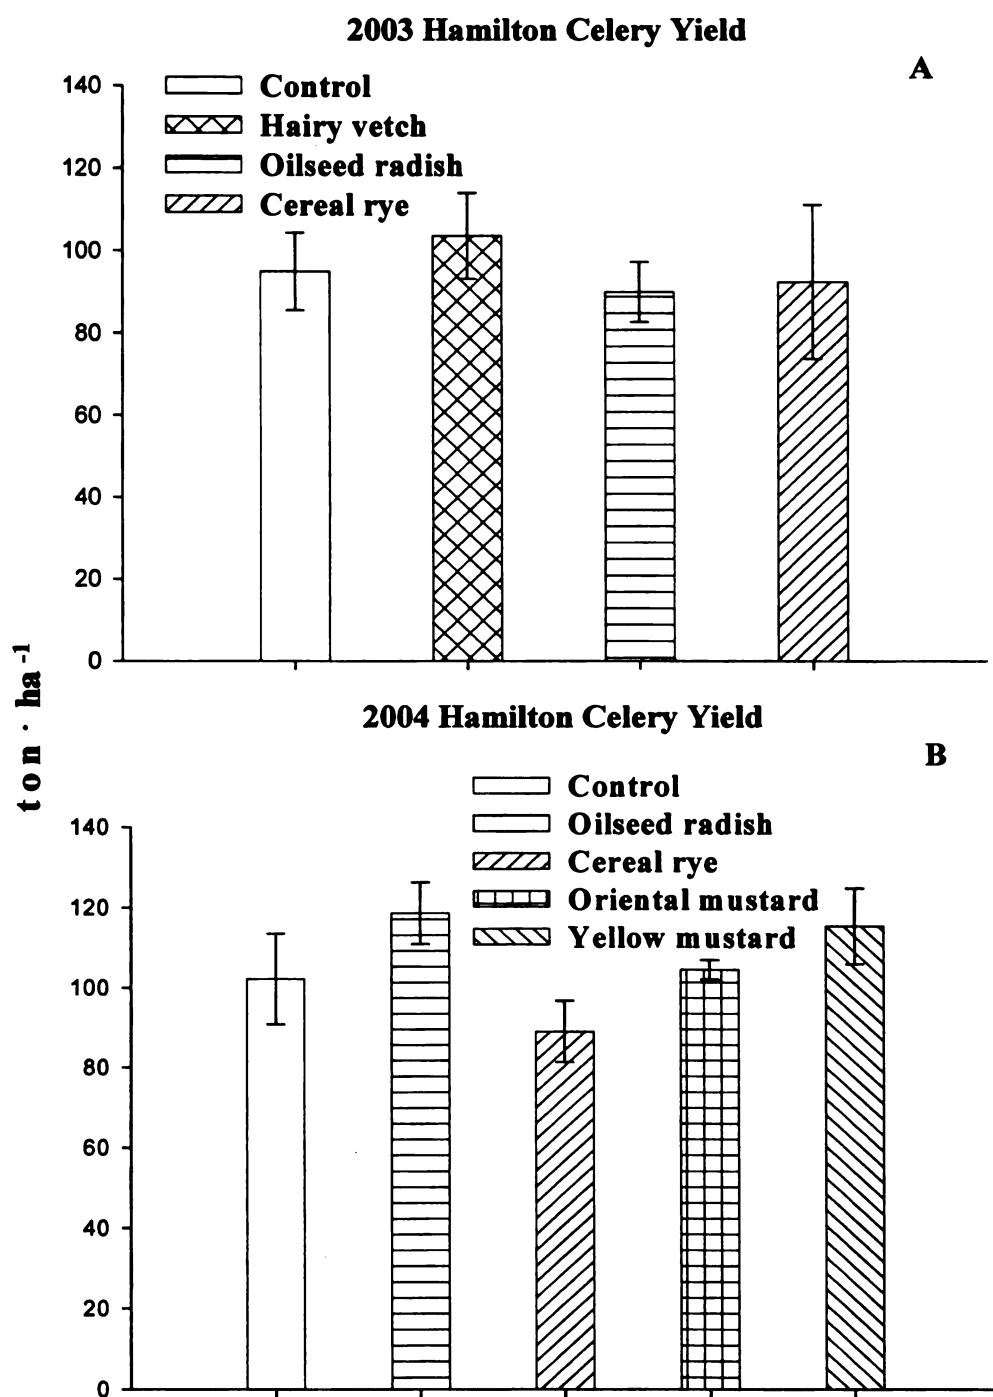 2003 Hamilton Celery Yield
A
Control
Hairy vetch
Oilseed radish
Cereal rye
140
120
100
80
60
40
20
0
ton · ha⁻¹
2004 Hamilton Celery Yield
B
Control
Oilseed radish
Cereal rye
Oriental mustard
Yellow mustard
140
120
100
80
60
40
20
0